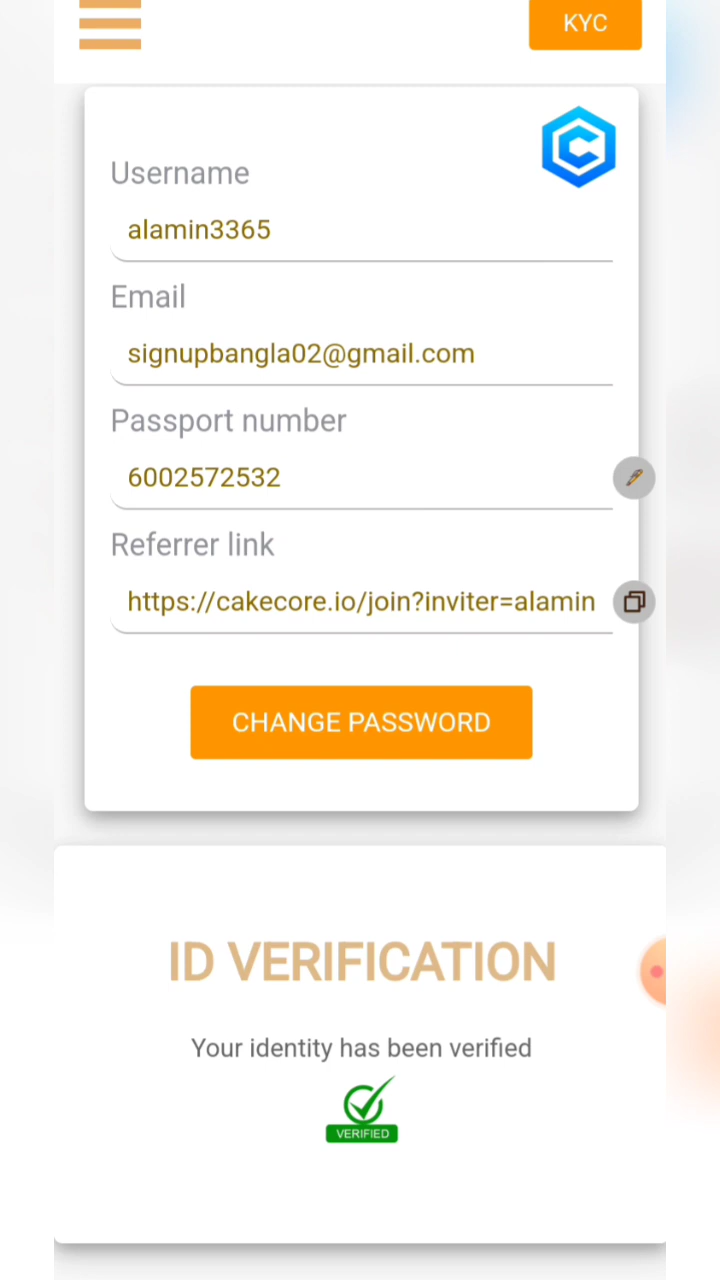 KYC
Username
alamin3365
Email
signupbangla02@gmail.com
Passport number
6002572532
Referrer link
https://cakecore.io/join?inviter=alamin
CHANGE PASSWORD
ID VERIFICATION
Your identity has been verified
VERIFIED